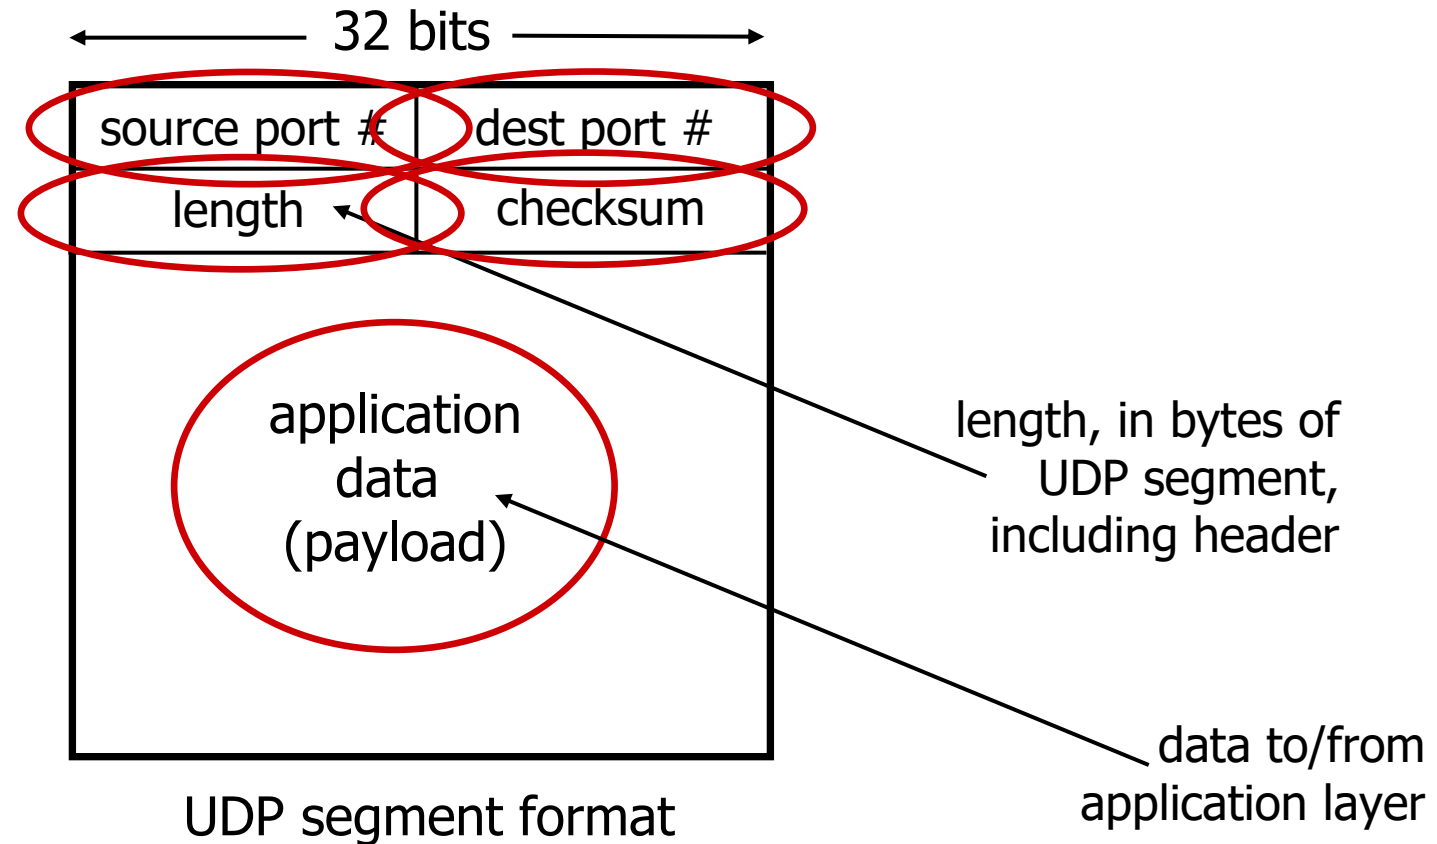 32 bits
source port #
dest port #
length
checksum
application
data
(payload)
length, in bytes of
UDP segment,
including header
data to/from
application layer
UDP segment format